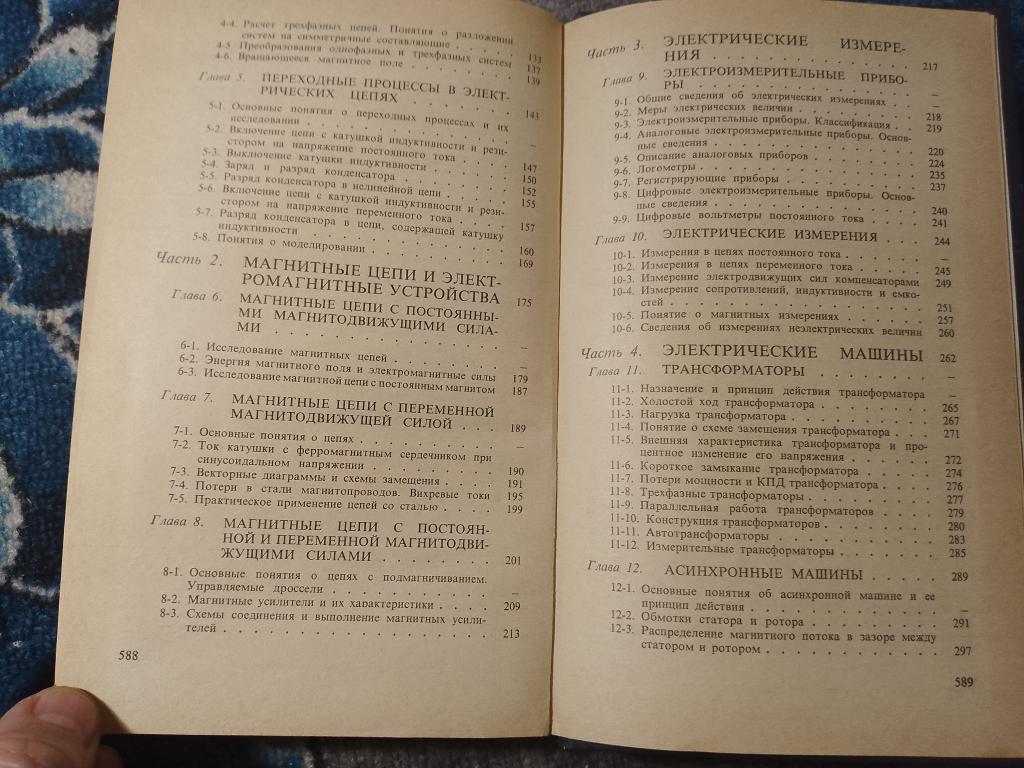 4-4. Расчет трехфазных цепей. Понятия о разложении
систем на симметричные составляющие . . . . . 133
4-5. Преобразования однофазных и трехфазных систем 137
4-6. Вращающееся магнитное поле . . . . . . . . 139
Глава 5. ПЕРЕХОДНЫЕ ПРОЦЕССЫ В ЭЛЕКТ-
РИЧЕСКИХ ЦЕПЯХ . . . . . . . 143
5-1. Основные понятия о переходных процессах и их
исследовании . . . . . . . . . . . . . –
5-2. Включение цепи с катушкой индуктивности и рези-
стором на напряжение постоянного тока . . . . 147
5-3. Выключение катушки индуктивности . . . . . . 150
5-4. Заряд и разряд конденсатора . . . . . . . . 152
5-5. Разряд конденсатора в нелинейной цепи . . . . 155
5-6. Включение цепи с катушкой индуктивности и рези-
стором на напряжение переменного тока . . . . 157
5-7. Разряд конденсатора в цепи, содержащей катушку
индуктивности . . . . . . . . . . . . . 160
5-8. Понятия о моделировании . . . . . . . . . 169
Часть 2. МАГНИТНЫЕ ЦЕПИ И ЭЛЕКТ-
РОМАГНИТНЫЕ УСТРОЙСТВА 175
Глава 6. МАГНИТНЫЕ ЦЕПИ С ПОСТОЯННЫ-
МИ МАГНИТОДВИЖУЩИМИ СИЛА-
МИ . . . . . . . . . . . . . –
6-1. Исследование магнитных цепей . . . . . . . –
6-2. Энергия магнитного поля и электромагнитные силы 179
6-3. Исследование магнитной цепи с постоянным магнитом 187
Глава 7. МАГНИТНЫЕ ЦЕПИ С ПЕРЕМЕННОЙ
МАГНИТОДВИЖУЩЕЙ СИЛОЙ . . . 189
7-1. Основные понятия о цепях . . . . . . . . . –
7-2. Ток катушки с ферромагнитным сердечником при
синусоидальном напряжении . . . . . . . . 190
7-3. Векторные диаграммы и схемы замещения . . . . 191
7-4. Потери в стали магнитопроводов. Вихревые токи 195
7-5. Практическое применение цепей со сталью . . . . 199
Глава 8. МАГНИТНЫЕ ЦЕПИ С ПОСТОЯН-
НОЙ И ПЕРЕМЕННОЙ МАГНИТОДВИ-
ЖУЩИМИ СИЛАМИ . . . . . . . 201
8-1. Основные понятия о цепях с подмагничиванием.
Управляемые дроссели . . . . . . . . . . –
8-2. Магнитные усилители и их характеристики . . . . 209
8-3. Схемы соединения и выполнение магнитных усили-
телей . . . . . . . . . . . . . . . . 213
588
Часть 3. ЭЛЕКТРИЧЕСКИЕ ИЗМЕРЕ-
НИЯ . . . . . . . . . . . . . 217
Глава 9. ЭЛЕКТРОИЗМЕРИТЕЛЬНЫЕ ПРИБО-
РЫ . . . . . . . . . . . . . –
9-1. Общие сведения об электрических измерениях . . . –
9-2. Меры электрических величин . . . . . . . . 218
9-3. Электроизмерительные приборы. Классификация . . 219
9-4. Аналоговые электроизмерительные приборы. Основ-
ные сведения . . . . . . . . . . . . . 220
9-5. Описание аналоговых приборов . . . . . . . 224
9-6. Логометры . . . . . . . . . . . . . . 235
9-7. Регистрирующие приборы . . . . . . . . . 237
9-8. Цифровые электроизмерительные приборы. Основ-
ные сведения . . . . . . . . . . . . . 240
9-9. Цифровые вольтметры постоянного тока . . . . 241
Глава 10. ЭЛЕКТРИЧЕСКИЕ ИЗМЕРЕНИЯ . . . 244
10-1. Измерения в цепях постоянного тока . . . . . –
10-2. Измерения в цепях переменного тока . . . . . 245
10-3. Измерение электродвижущих сил компенсаторами 249
10-4. Измерение сопротивлений, индуктивности и емко-
стей . . . . . . . . . . . . . . . . 251
10-5. Понятие о магнитных измерениях . . . . . . 257
10-6. Сведения об измерениях неэлектрических величин 260
Часть 4. ЭЛЕКТРИЧЕСКИЕ МАШИНЫ 262
Глава 11. ТРАНСФОРМАТОРЫ . . . . . . . –
11-1. Назначение и принцип действия трансформатора –
11-2. Холостой ход трансформатора . . . . . . . 265
11-3. Нагрузка трансформатора . . . . . . . . . 267
11-4. Понятие о схеме замещения трансформатора . . . 271
11-5. Внешняя характеристика трансформатора и про-
центное изменение его напряжения . . . . . . 272
11-6. Короткое замыкание трансформатора . . . . . 274
11-7. Потери мощности и КПД трансформатора . . . . 276
11-8. Трехфазные трансформаторы . . . . . . . . 277
11-9. Параллельная работа трансформаторов . . . . 279
11-10. Конструкция трансформаторов . . . . . . . 280
11-11. Автотрансформаторы . . . . . . . . . . 283
11-12. Измерительные трансформаторы . . . . . . 285
Глава 12. АСИНХРОННЫЕ МАШИНЫ . . . . . 289
12-1. Основные понятия об асинхронной машине и ее
принцип действия . . . . . . . . . . . . –
12-2. Обмотки статора и ротора . . . . . . . . . 291
12-3. Распределение магнитного потока в зазоре между
статором и ротором . . . . . . . . . . . . 297
589